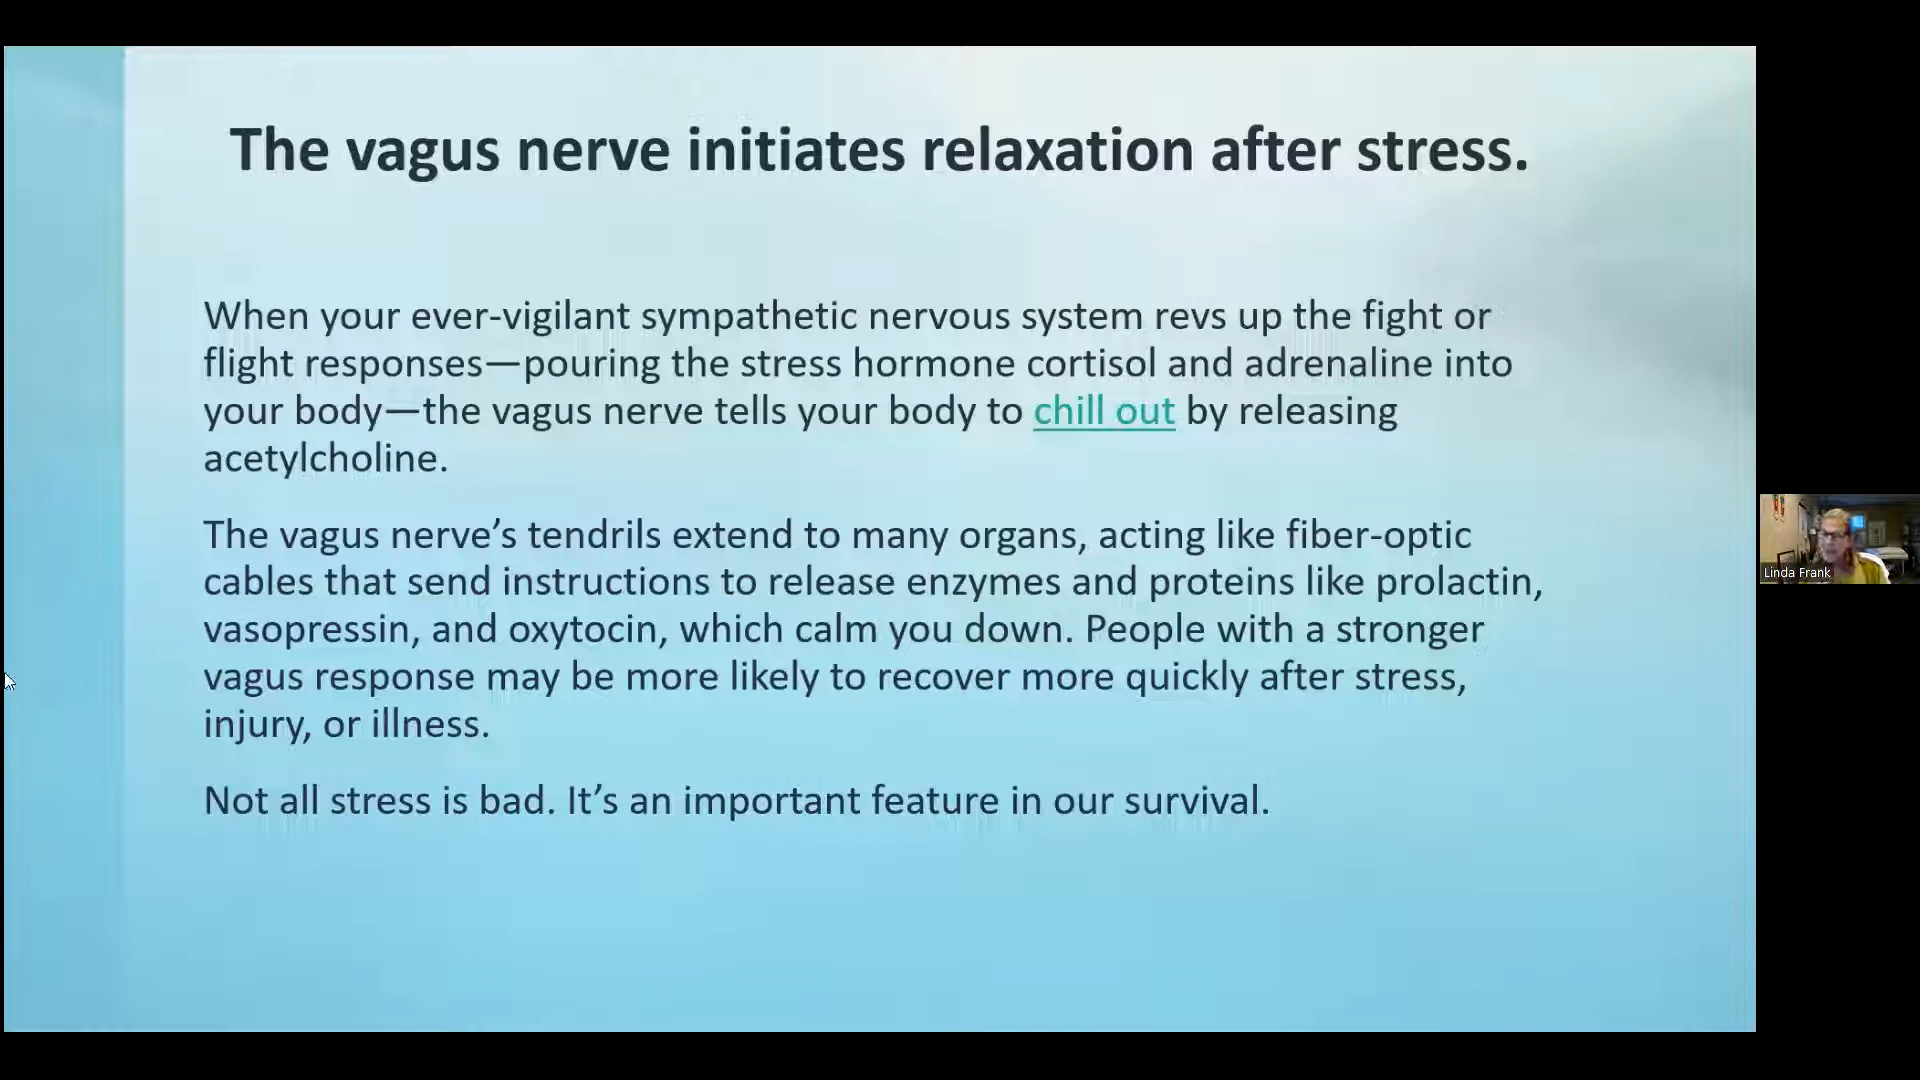 The vagus nerve initiates relaxation after stress.
When your ever-vigilant sympathetic nervous system revs up the fight or
flight responses—pouring the stress hormone cortisol and adrenaline into
your body—the vagus nerve tells your body to chill out by releasing
acetylcholine.
The vagus nerve’s tendrils extend to many organs, acting like fiber-optic
cables that send instructions to release enzymes and proteins like prolactin,
vasopressin, and oxytocin, which calm you down. People with a stronger
vagus response may be more likely to recover more quickly after stress,
injury, or illness.
Not all stress is bad. It’s an important feature in our survival.
Linda Frank